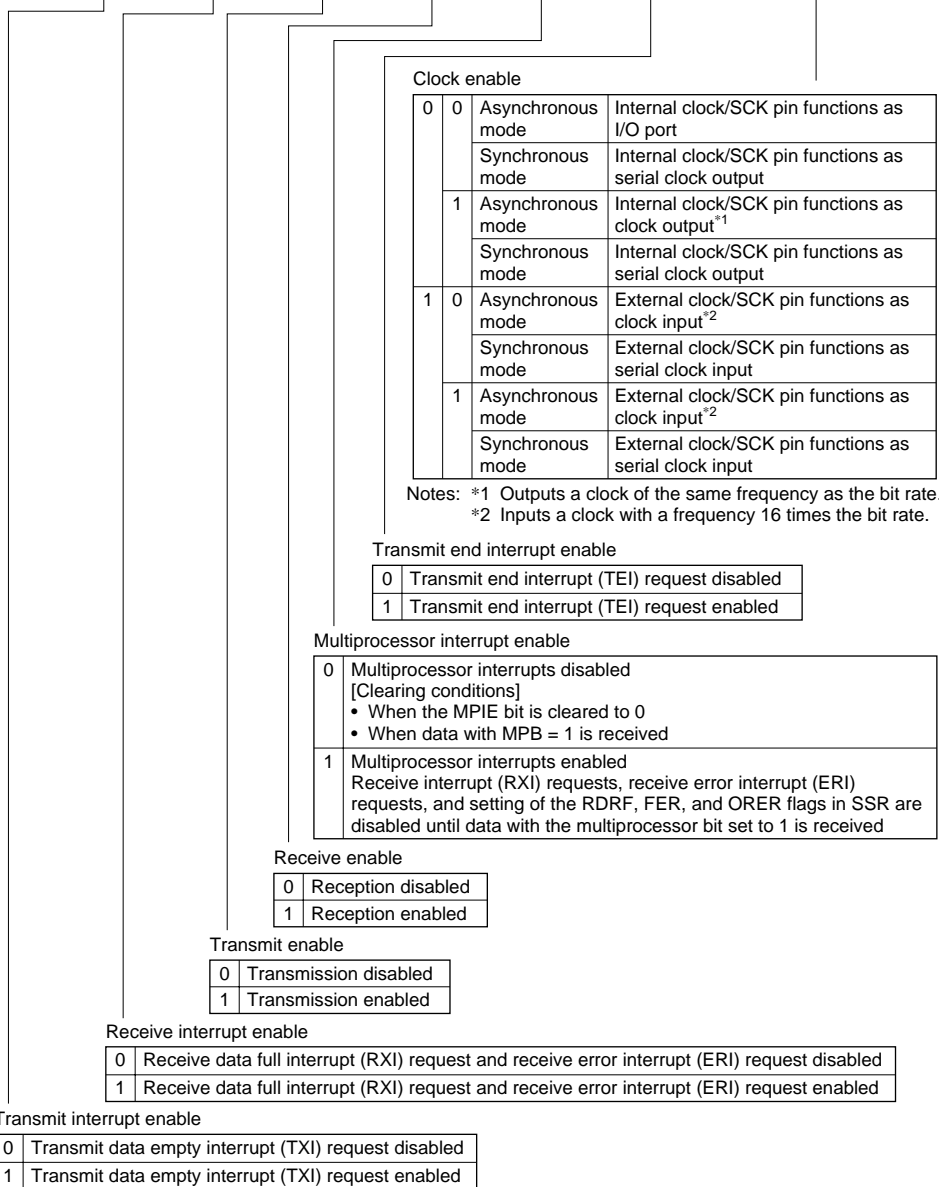 Clock enable
0 0 Asynchronous mode Internal clock/SCK pin functions as I/O port
Synchronous mode Internal clock/SCK pin functions as serial clock output
1 Asynchronous mode Internal clock/SCK pin functions as clock output*1
Synchronous mode Internal clock/SCK pin functions as serial clock output
1 0 Asynchronous mode External clock/SCK pin functions as clock input*2
Synchronous mode External clock/SCK pin functions as serial clock input
1 Asynchronous mode External clock/SCK pin functions as clock input*2
Synchronous mode External clock/SCK pin functions as serial clock input
Notes: *1 Outputs a clock of the same frequency as the bit rate.
*2 Inputs a clock with a frequency 16 times the bit rate.
Transmit end interrupt enable
0 Transmit end interrupt (TEI) request disabled
1 Transmit end interrupt (TEI) request enabled
Multiprocessor interrupt enable
0 Multiprocessor interrupts disabled
[Clearing conditions]
• When the MPIE bit is cleared to 0
• When data with MPB = 1 is received
1 Multiprocessor interrupts enabled
Receive interrupt (RXI) requests, receive error interrupt (ERI)
requests, and setting of the RDRF, FER, and ORER flags in SSR are
disabled until data with the multiprocessor bit set to 1 is received
Receive enable
0 Reception disabled
1 Reception enabled
Transmit enable
0 Transmission disabled
1 Transmission enabled
Receive interrupt enable
0 Receive data full interrupt (RXI) request and receive error interrupt (ERI) request disabled
1 Receive data full interrupt (RXI) request and receive error interrupt (ERI) request enabled
Transmit interrupt enable
0 Transmit data empty interrupt (TXI) request disabled
1 Transmit data empty interrupt (TXI) request enabled